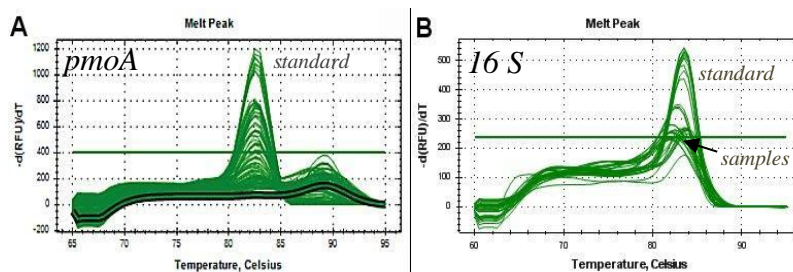 A
Melt Peak
pmoA
standard
-d(RFU)/dT
1200
1000
800
600
400
200
0
-200
65
70
75
80
85
90
95
Temperature, Celsius
B
Melt Peak
16 S
standard
samples
-d(RFU)/dT
500
400
300
200
100
0
60
70
80
90
Temperature, Celsius